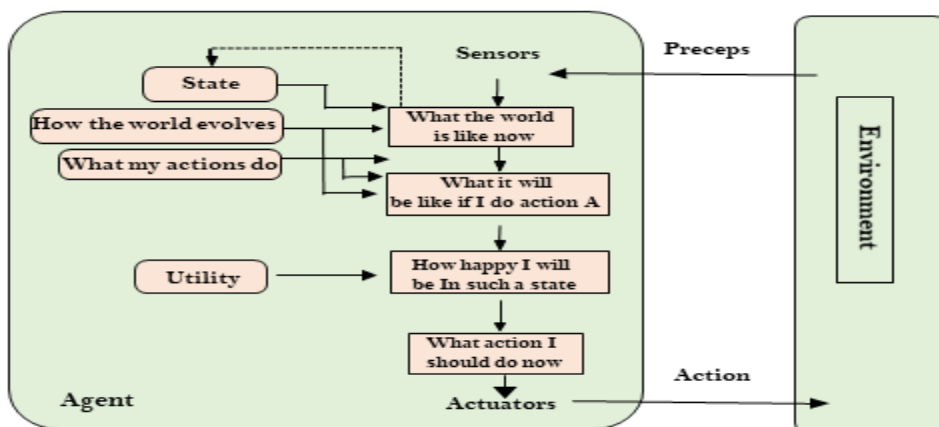 Sensors
Preceps
State
What the world
is like now
How the world evolves
What my actions do
What it will
be like if I do action A
Environment
Utility
How happy I will
be In such a state
What action I
should do now
Action
Agent
Actuators